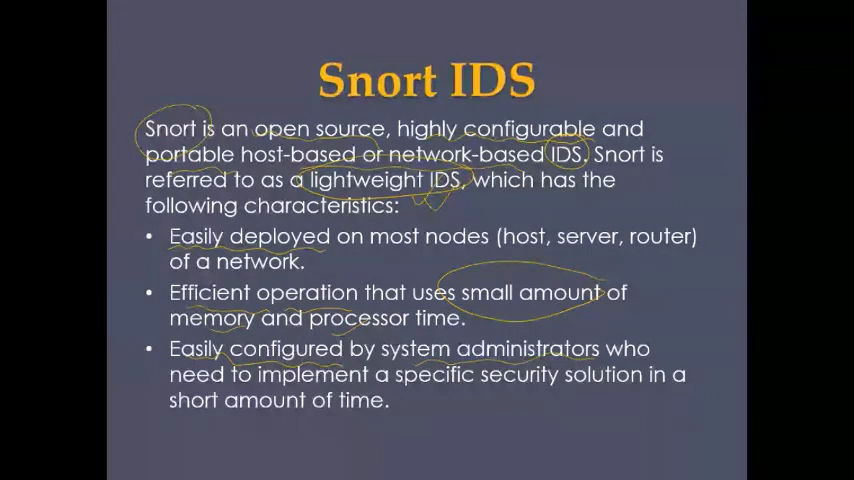 Snort IDS
Snort is an open source, highly configurable and
portable host-based or network-based IDS. Snort is
referred to as a lightweight IDS, which has the
following characteristics:
• Easily deployed on most nodes (host, server, router)
of a network.
• Efficient operation that uses small amount of
memory and processor time.
• Easily configured by system administrators who
need to implement a specific security solution in a
short amount of time.